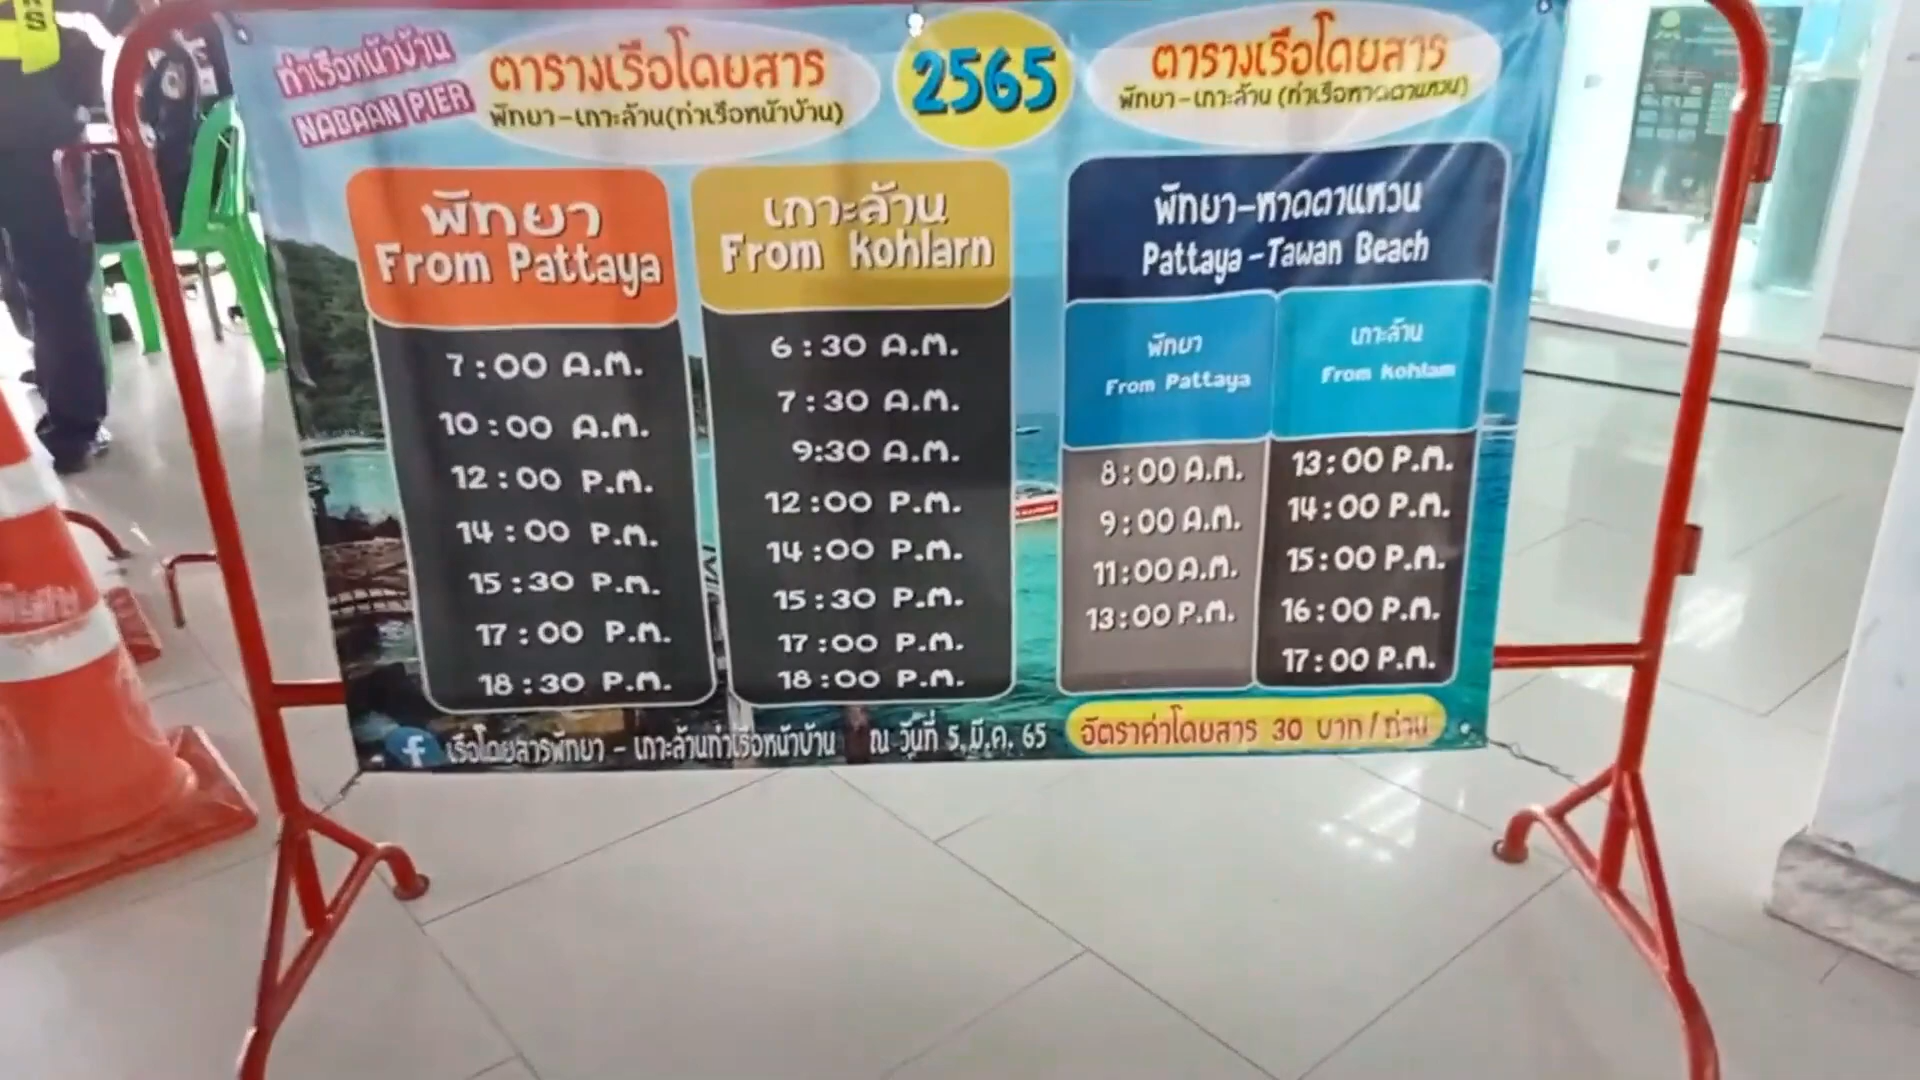 ท่าเรือหน้าบ้าน
NABAAN PIER
ตารางเรือโดยสาร
พัทยา-เกาะล้าน(ท่าเรือหน้าบ้าน)
2565
ตารางเรือโดยสาร
พัทยา-เกาะล้าน (ท่าเรือหาดตาแหวน)
พัทยา
From Pattaya
7:00 A.M.
10:00 A.M.
12:00 P.M.
14:00 P.M.
15:30 P.M.
17:00 P.M.
18:30 P.M.
เกาะล้าน
From Kohlarn
6:30 A.M.
7:30 A.M.
9:30 A.M.
12:00 P.M.
14:00 P.M.
15:30 P.M.
17:00 P.M.
18:00 P.M.
พัทยา-หาดตาแหวน
Pattaya-Tawan Beach
พัทยา
From Pattaya
8:00 A.M.
9:00 A.M.
11:00 A.M.
13:00 P.M.
เกาะล้าน
From Kohlarn
13:00 P.M.
14:00 P.M.
15:00 P.M.
16:00 P.M.
17:00 P.M.
f เรือโดยสารพัทยา - เกาะล้านท่าเรือหน้าบ้าน ณ วันที่ 5 มี.ค. 65
อัตราค่าโดยสาร 30 บาท/ท่าน